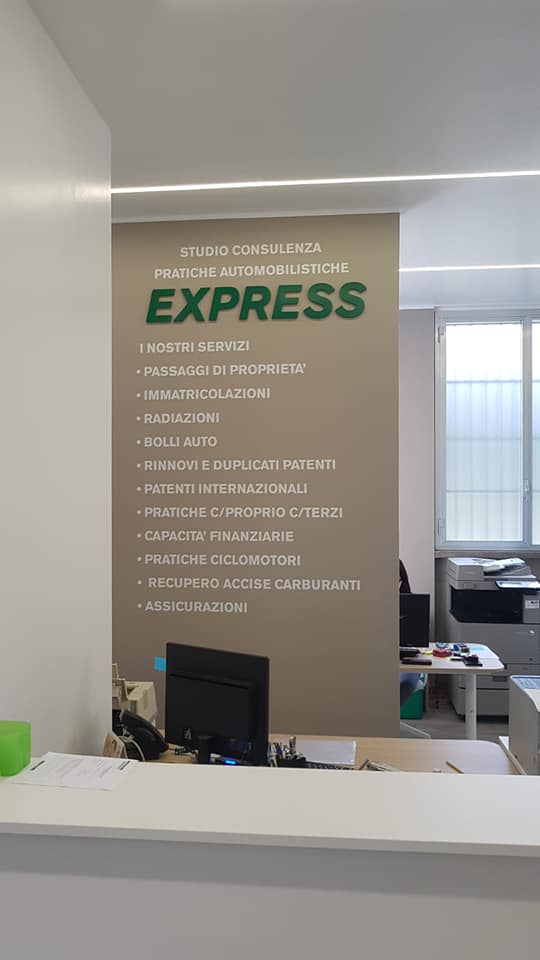 STUDIO CONSULENZA
PRATICHE AUTOMOBILISTICHE
EXPRESS
I NOSTRI SERVIZI
• PASSAGGI DI PROPRIETA'
• IMMATRICOLAZIONI
• RADIAZIONI
• BOLLI AUTO
• RINNOVI E DUPLICATI PATENTI
• PATENTI INTERNAZIONALI
• PRATICHE C/PROPRIO C/TERZI
• CAPACITA' FINANZIARIE
• PRATICHE CICLOMOTORI
• RECUPERO ACCISE CARBURANTI
• ASSICURAZIONI